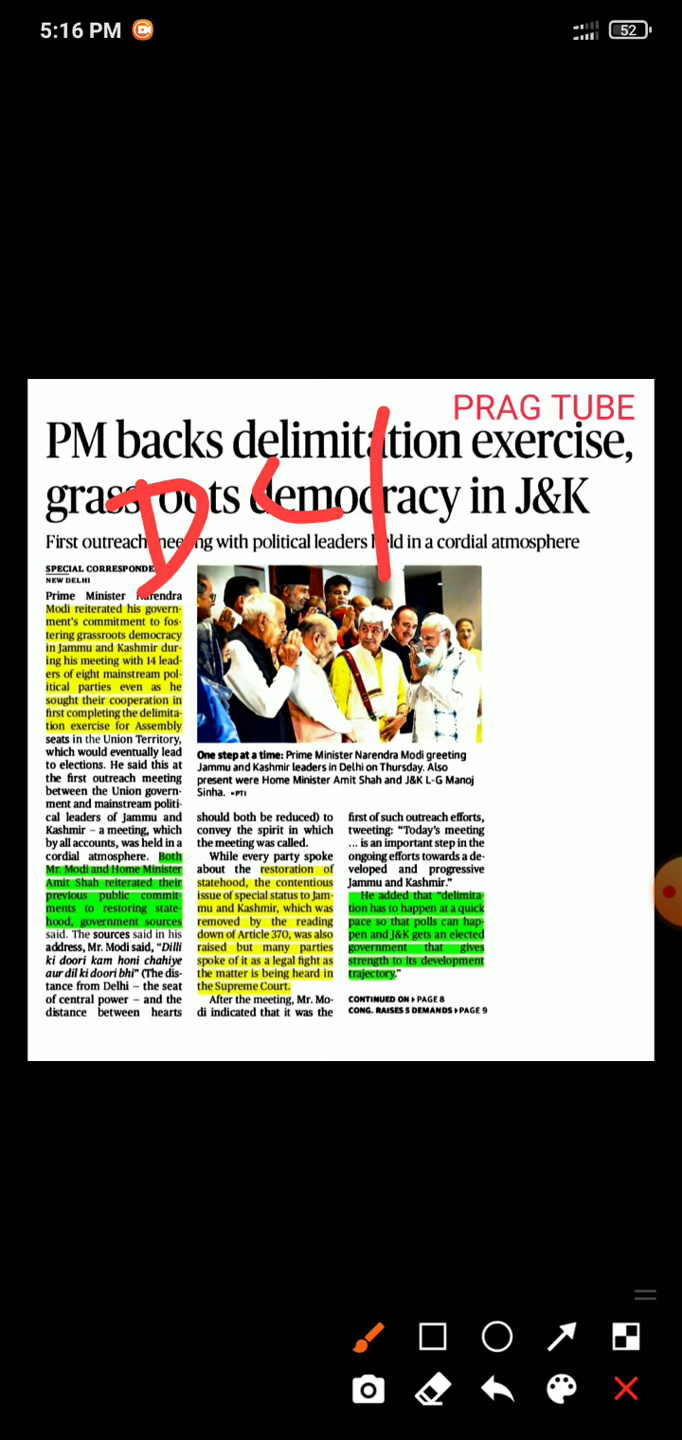 5:16 PM
52
PRAG TUBE
PM backs delimitation exercise,
grassroots democracy in J&K
First outreach meeting with political leaders held in a cordial atmosphere
SPECIAL CORRESPONDE
NEW DELHI
Prime Minister Narendra
Modi reiterated his govern-
ment's commitment to fos-
tering grassroots democracy
in Jammu and Kashmir dur-
ing his meeting with 14 lead-
ers of eight mainstream pol-
itical parties even as he
sought their cooperation in
first completing the delimita-
tion exercise for Assembly
seats in the Union Territory,
which would eventually lead
to elections. He said this at
the first outreach meeting
between the Union govern-
ment and mainstream politi-
cal leaders of Jammu and
Kashmir – a meeting, which
by all accounts, was held in a
cordial atmosphere. Both
Mr. Modi and Home Minister
Amit Shah reiterated their
previous public commit-
ments to restoring state-
hood, government sources
said. The sources said in his
address, Mr. Modi said, "Dilli
ki doori kam honi chahiye
aur dil ki doori bhi" (The dis-
tance from Delhi – the seat
of central power – and the
distance between hearts
One step at a time: Prime Minister Narendra Modi greeting
Jammu and Kashmir leaders in Delhi on Thursday. Also
present were Home Minister Amit Shah and J&K L-G Manoj
Sinha. ▪PTI
should both be reduced) to
convey the spirit in which
the meeting was called.
While every party spoke
about the restoration of
statehood, the contentious
issue of special status to Jam-
mu and Kashmir, which was
removed by the reading
down of Article 370, was also
raised but many parties
spoke of it as a legal fight as
the matter is being heard in
the Supreme Court.
After the meeting, Mr. Mo-
di indicated that it was the
first of such outreach efforts,
tweeting: "Today's meeting
... is an important step in the
ongoing efforts towards a de-
veloped and progressive
Jammu and Kashmir."
He added that "delimita-
tion has to happen at a quick
pace so that polls can hap-
pen and J&K gets an elected
government that gives
strength to its development
trajectory."
CONTINUED ON ▸ PAGE 8
CONG. RAISES 5 DEMANDS ▸ PAGE 9